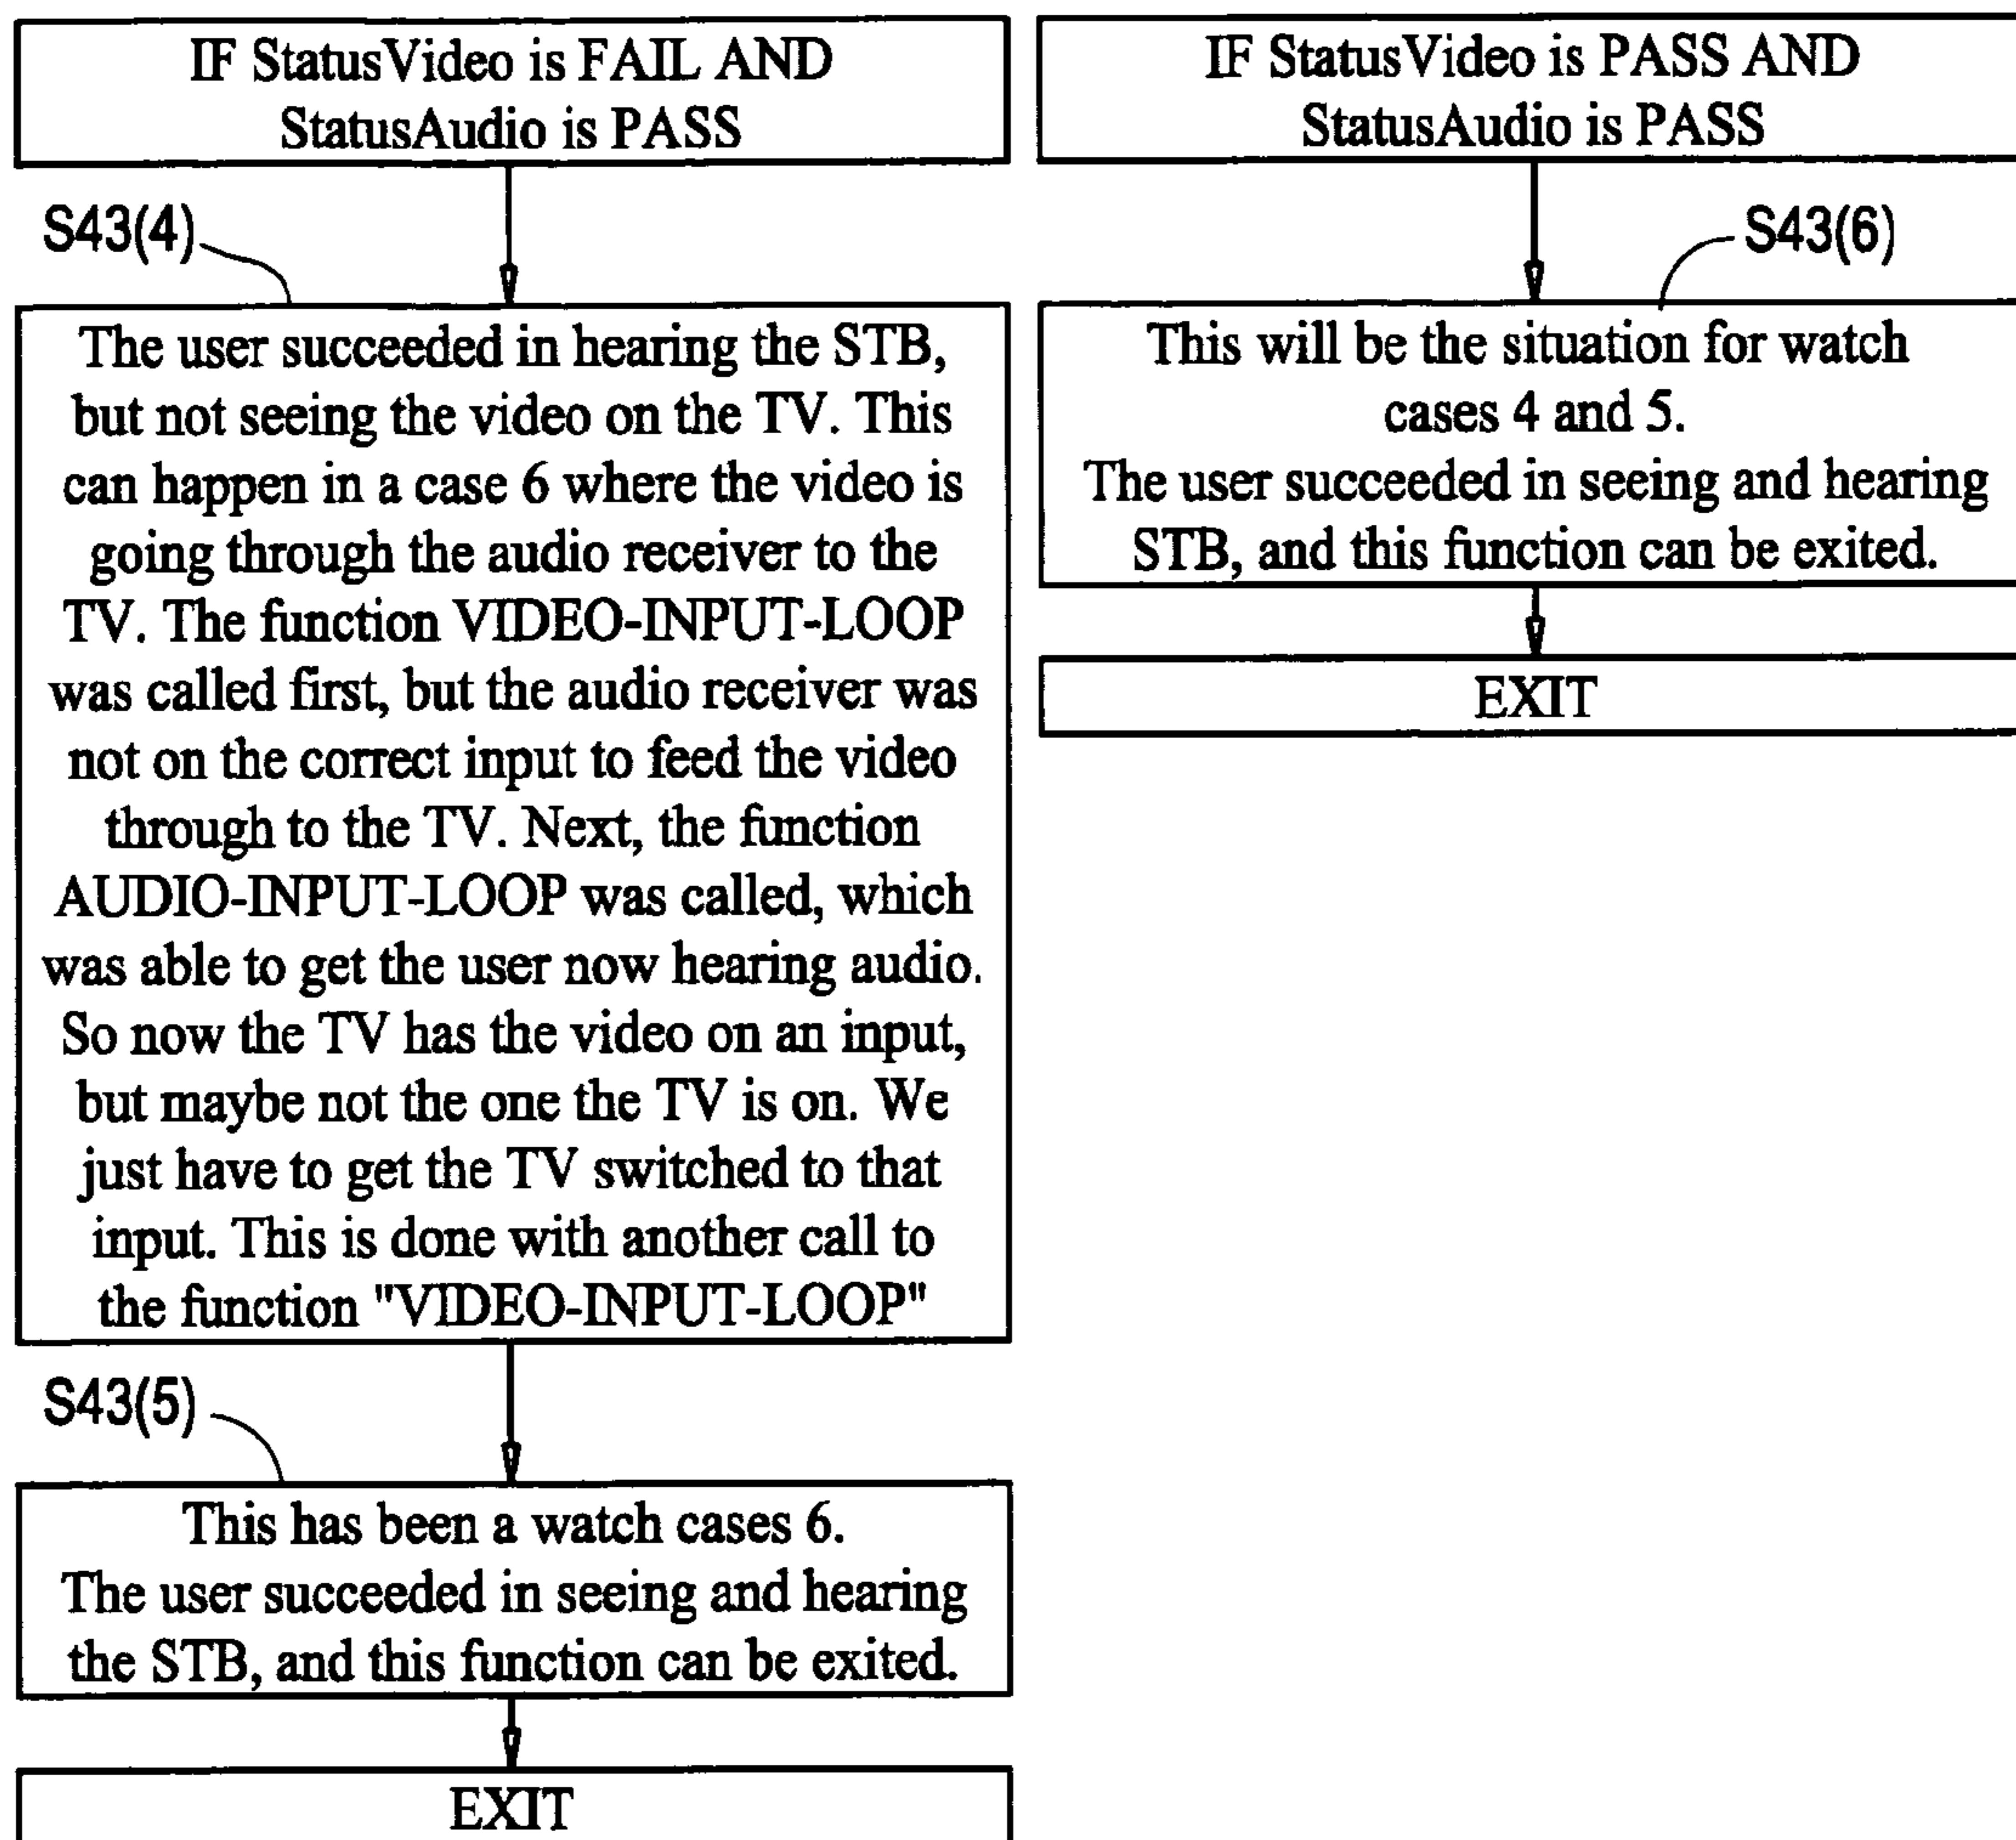 IF StatusVideo is FAIL AND
StatusAudio is PASS
S43(4)
The user succeeded in hearing the STB,
but not seeing the video on the TV. This
can happen in a case 6 where the video is
going through the audio receiver to the
TV. The function VIDEO-INPUT-LOOP
was called first, but the audio receiver was
not on the correct input to feed the video
through to the TV. Next, the function
AUDIO-INPUT-LOOP was called, which
was able to get the user now hearing audio.
So now the TV has the video on an input,
but maybe not the one the TV is on. We
just have to get the TV switched to that
input. This is done with another call to
the function "VIDEO-INPUT-LOOP"
S43(5)
This has been a watch cases 6.
The user succeeded in seeing and hearing
the STB, and this function can be exited.
EXIT
IF StatusVideo is PASS AND
StatusAudio is PASS
S43(6)
This will be the situation for watch
cases 4 and 5.
The user succeeded in seeing and hearing
STB, and this function can be exited.
EXIT